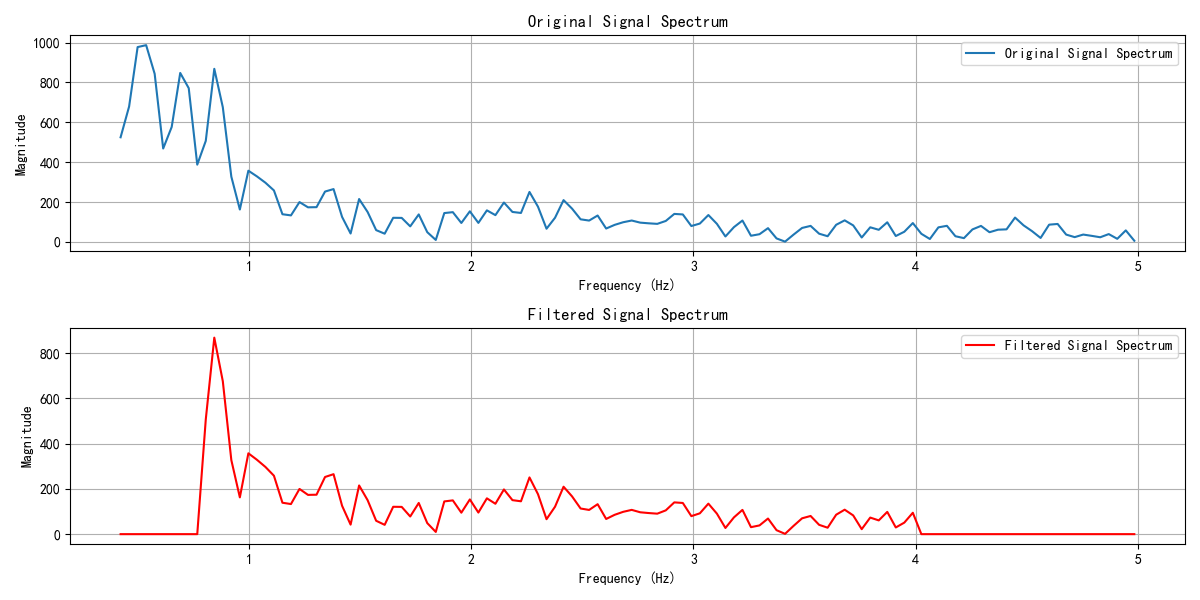 Original Signal Spectrum
Original Signal Spectrum
Magnitude
1000
800
600
400
200
0
1 2 3 4 5
Frequency (Hz)
Filtered Signal Spectrum
Filtered Signal Spectrum
Magnitude
800
600
400
200
0
1 2 3 4 5
Frequency (Hz)